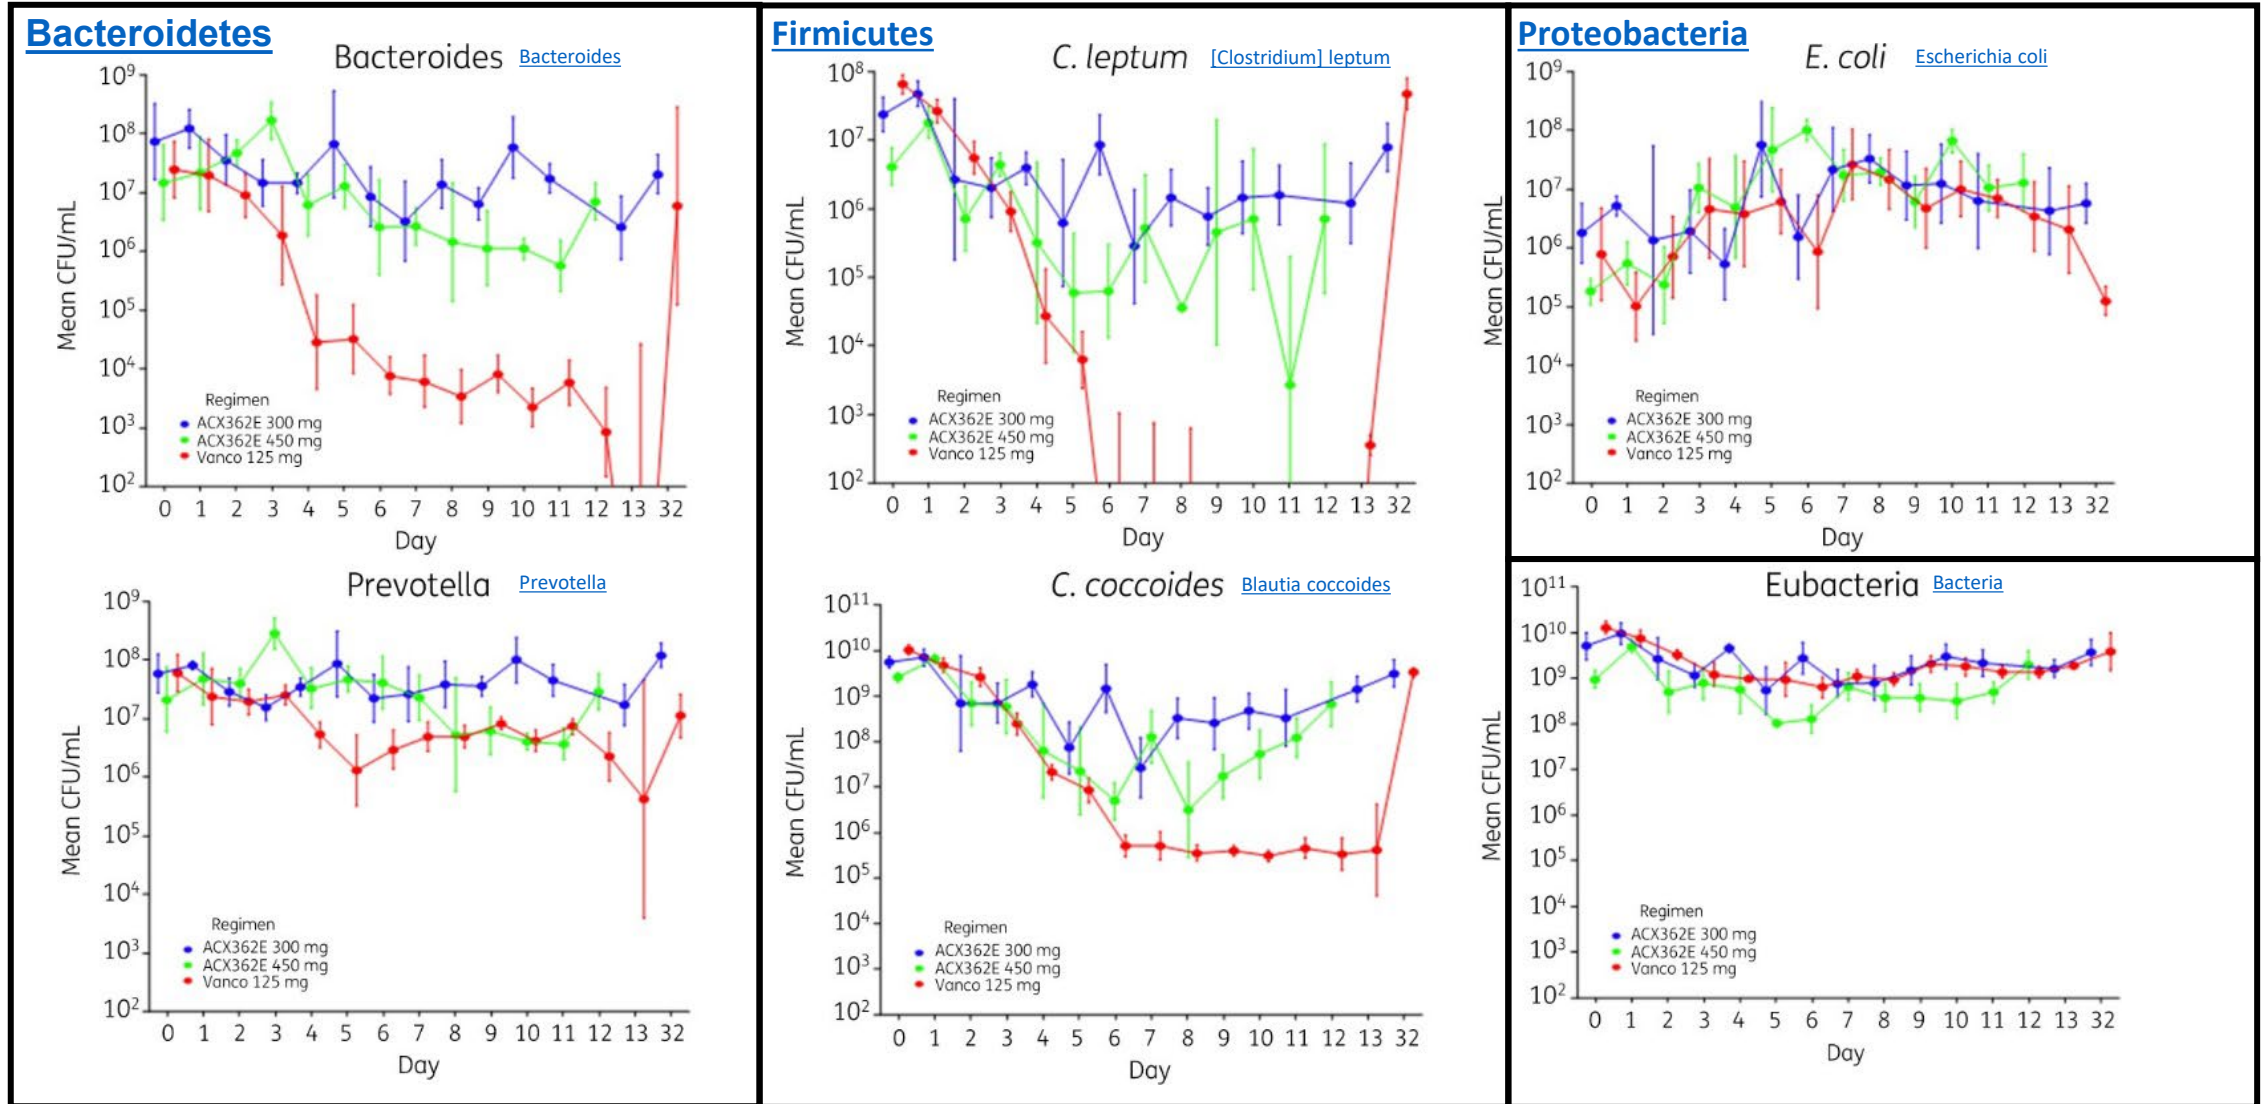 Bacteroidetes
Bacteroides Bacteroides
10⁹
10⁸
10⁷
10⁶
10⁵
10⁴
10³
10²
Mean CFU/mL
Regimen
ACX362E 300 mg
ACX362E 450 mg
Vanco 125 mg
0 1 2 3 4 5 6 7 8 9 10 11 12 13 32
Day
Prevotella Prevotella
10⁹
10⁸
10⁷
10⁶
10⁵
10⁴
10³
10²
Mean CFU/mL
Regimen
ACX362E 300 mg
ACX362E 450 mg
Vanco 125 mg
0 1 2 3 4 5 6 7 8 9 10 11 12 13 32
Day
Firmicutes
C. leptum [Clostridium] leptum
10⁸
10⁷
10⁶
10⁵
10⁴
10³
10²
Mean CFU/mL
Regimen
ACX362E 300 mg
ACX362E 450 mg
Vanco 125 mg
0 1 2 3 4 5 6 7 8 9 10 11 12 13 32
Day
C. coccoides Blautia coccoides
10¹¹
10¹⁰
10⁹
10⁸
10⁷
10⁶
10⁵
10⁴
10³
10²
Mean CFU/mL
Regimen
ACX362E 300 mg
ACX362E 450 mg
Vanco 125 mg
0 1 2 3 4 5 6 7 8 9 10 11 12 13 32
Day
Proteobacteria
E. coli Escherichia coli
10⁹
10⁸
10⁷
10⁶
10⁵
10⁴
10³
10²
Mean CFU/mL
Regimen
ACX362E 300 mg
ACX362E 450 mg
Vanco 125 mg
0 1 2 3 4 5 6 7 8 9 10 11 12 13 32
Day
Eubacteria Bacteria
10¹¹
10¹⁰
10⁹
10⁸
10⁷
10⁶
10⁵
10⁴
10³
10²
Mean CFU/mL
Regimen
ACX362E 300 mg
ACX362E 450 mg
Vanco 125 mg
0 1 2 3 4 5 6 7 8 9 10 11 12 13 32
Day